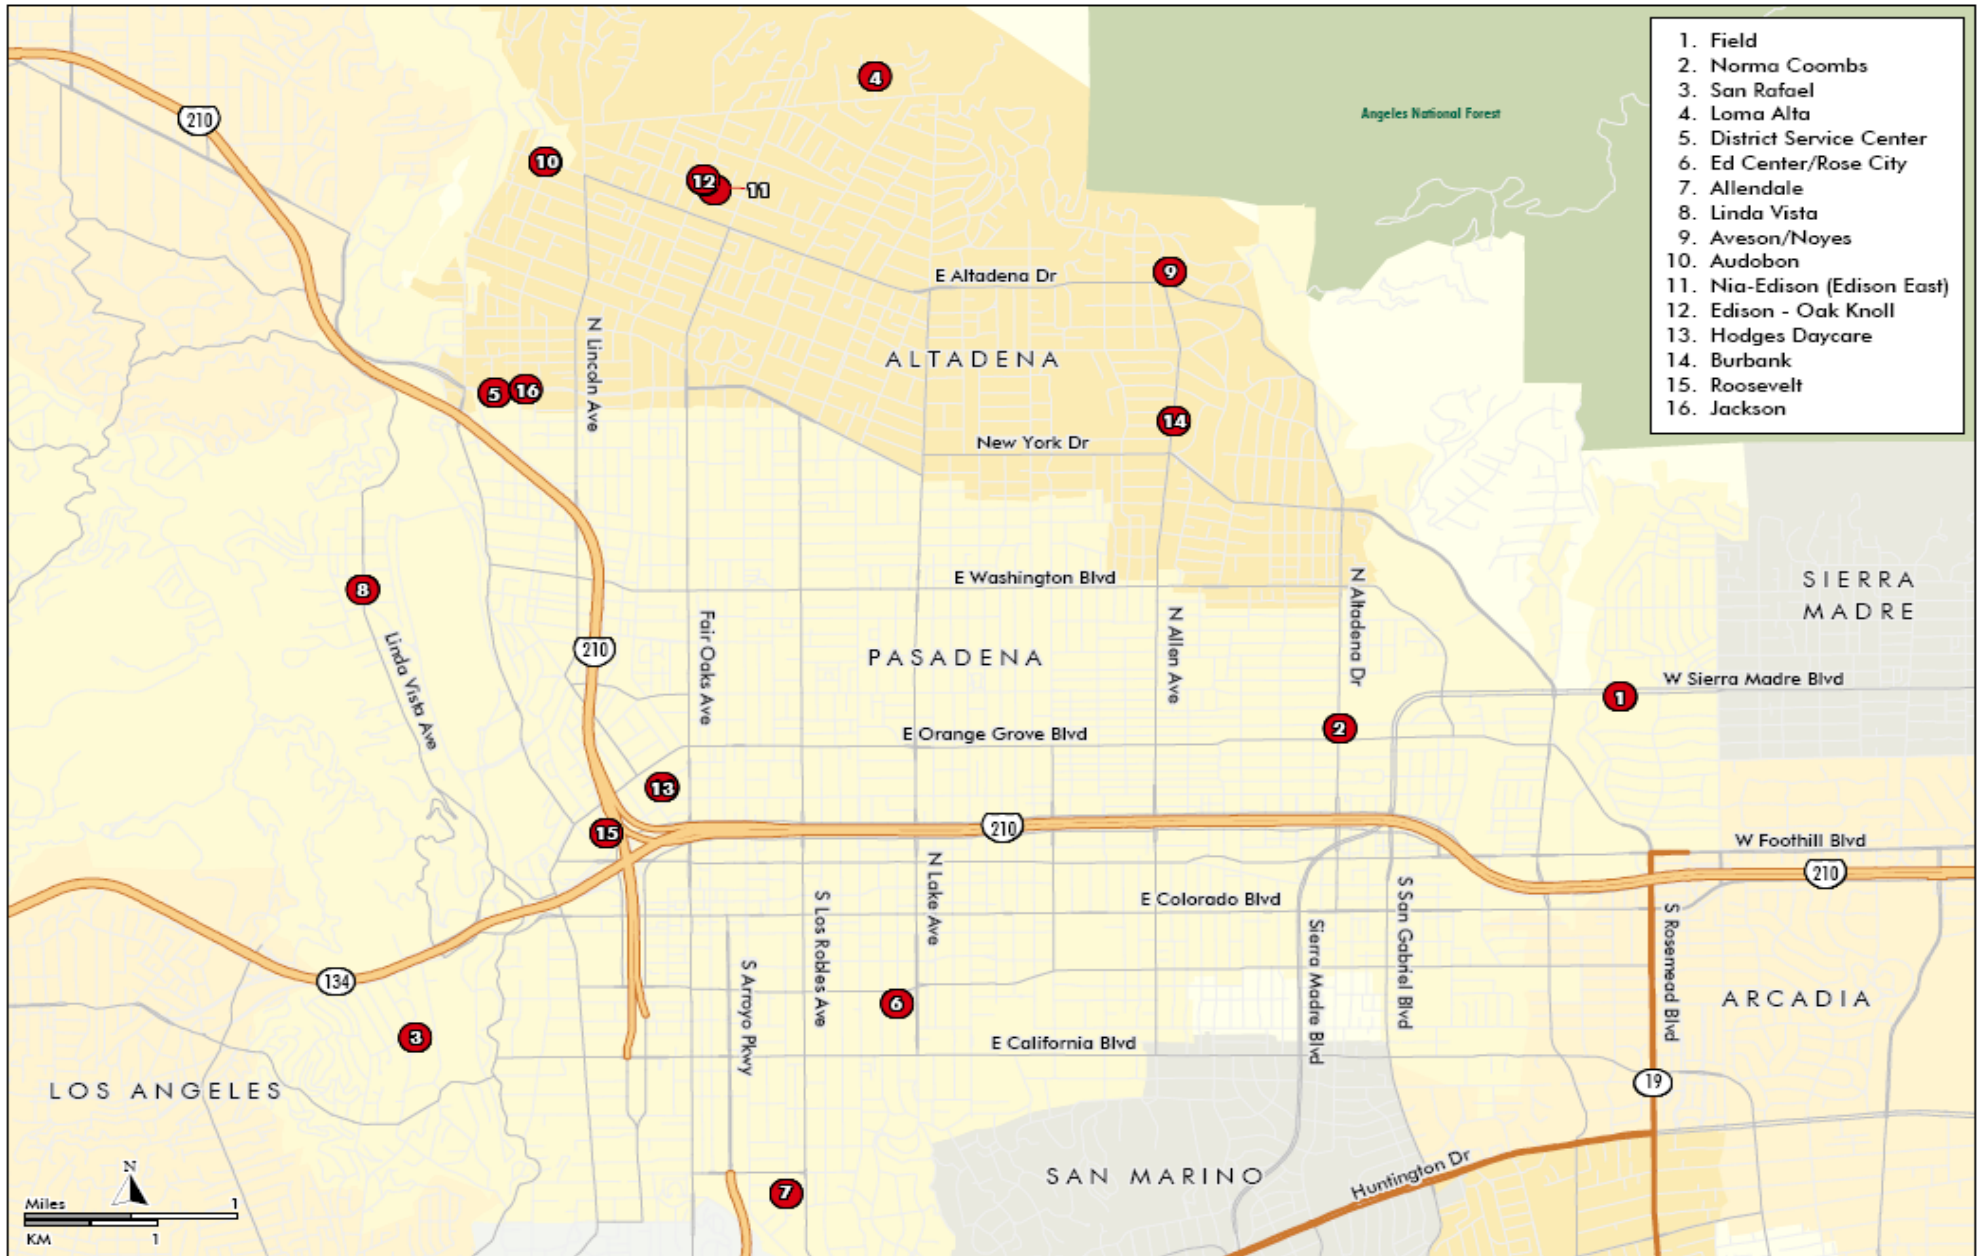 1. Field
2. Norma Coombs
3. San Rafael
4. Loma Alta
5. District Service Center
6. Ed Center/Rose City
7. Allendale
8. Linda Vista
9. Aveson/Noyes
10. Audobon
11. Nia-Edison (Edison East)
12. Edison - Oak Knoll
13. Hodges Daycare
14. Burbank
15. Roosevelt
16. Jackson
4
Angeles National Forest
210
10
12
11
9
E Altadena Dr
N Lincoln Ave
ALTADENA
5
16
14
New York Dr
E Washington Blvd
8
SIERRA
MADRE
N Altadena Dr
Fair Oaks Ave
N Allen Ave
210
PASADENA
Linda Vista Ave
W Sierra Madre Blvd
1
2
E Orange Grove Blvd
13
15
210
W Foothill Blvd
210
N Lake Ave
E Colorado Blvd
S Los Robles Ave
S San Gabriel Blvd
S Rosemead Blvd
Sierra Madre Blvd
134
S Arroyo Pkwy
6
ARCADIA
3
E California Blvd
LOS ANGELES
19
SAN MARINO
Huntington Dr
7
N
Miles 1
KM 1